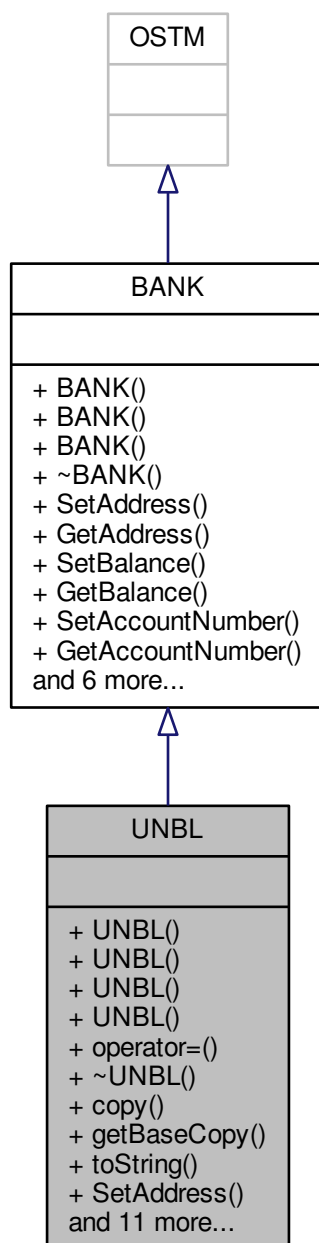 OSTM
BANK
+ BANK()
+ BANK()
+ BANK()
+ ~BANK()
+ SetAddress()
+ GetAddress()
+ SetBalance()
+ GetBalance()
+ SetAccountNumber()
+ GetAccountNumber()
and 6 more...
UNBL
+ UNBL()
+ UNBL()
+ UNBL()
+ UNBL()
+ operator=()
+ ~UNBL()
+ copy()
+ getBaseCopy()
+ toString()
+ SetAddress()
and 11 more...